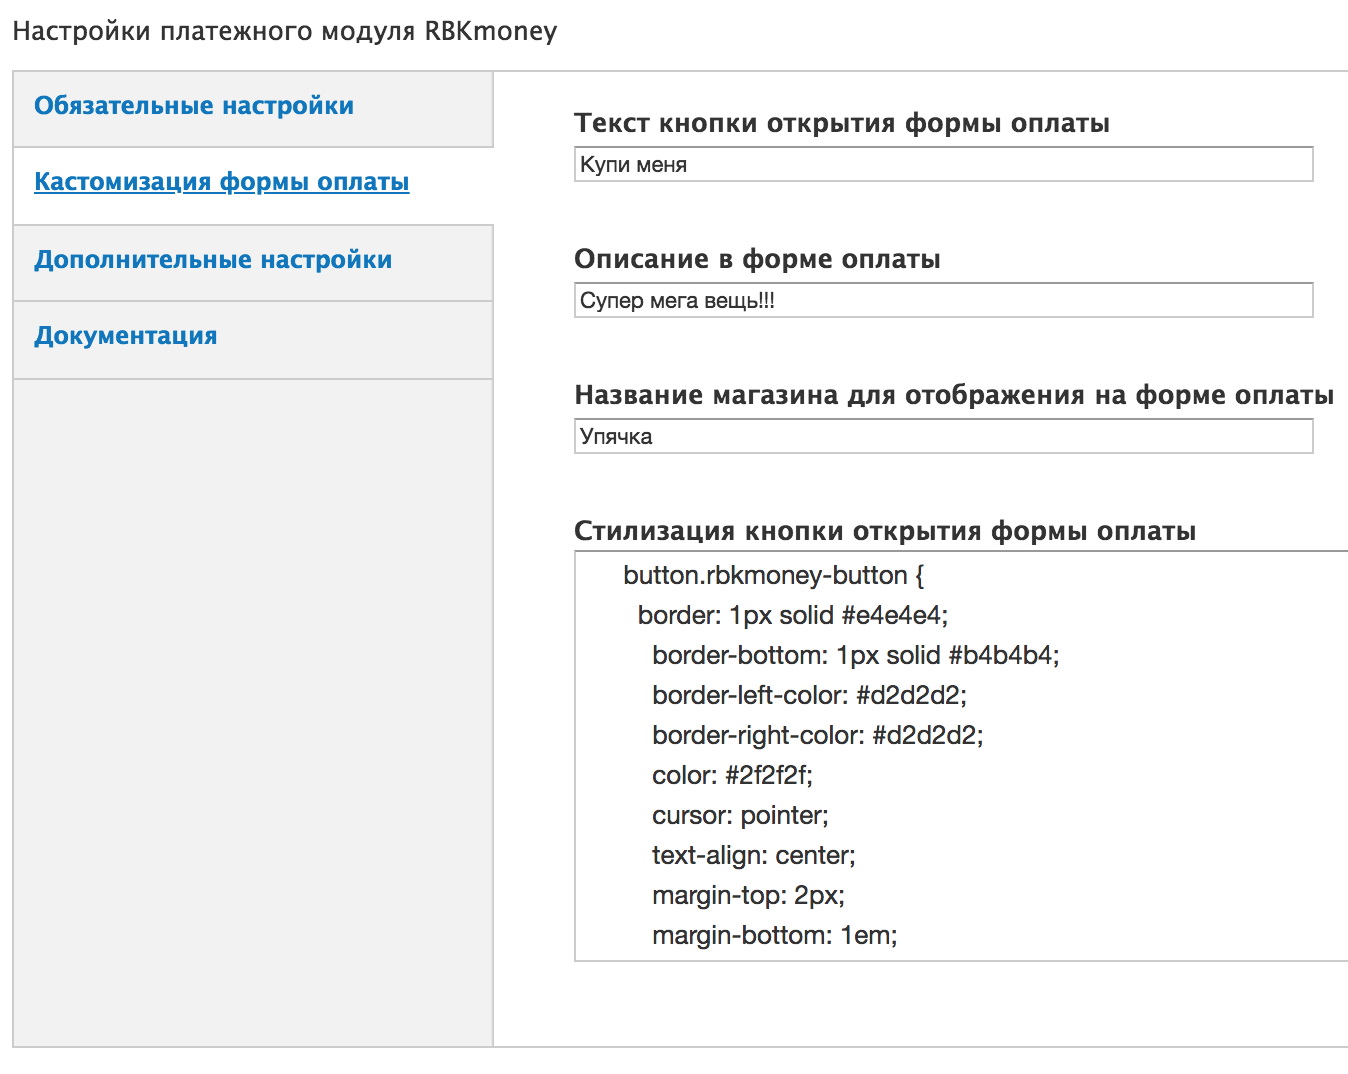 Настройки платежного модуля RBKmoney
Обязательные настройки
Кастомизация формы оплаты
Дополнительные настройки
Документация
Текст кнопки открытия формы оплаты
Купи меня
Описание в форме оплаты
Супер мега вещь!!!
Название магазина для отображения на форме оплаты
Упячка
Стилизация кнопки открытия формы оплаты
button.rbkmoney-button {
border: 1px solid #e4e4e4;
border-bottom: 1px solid #b4b4b4;
border-left-color: #d2d2d2;
border-right-color: #d2d2d2;
color: #2f2f2f;
cursor: pointer;
text-align: center;
margin-top: 2px;
margin-bottom: 1em;